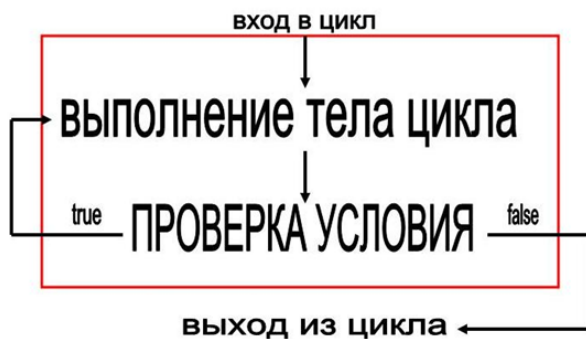 вход в цикл
выполнение тела цикла
true ПРОВЕРКА УСЛОВИЯ false
выход из цикла